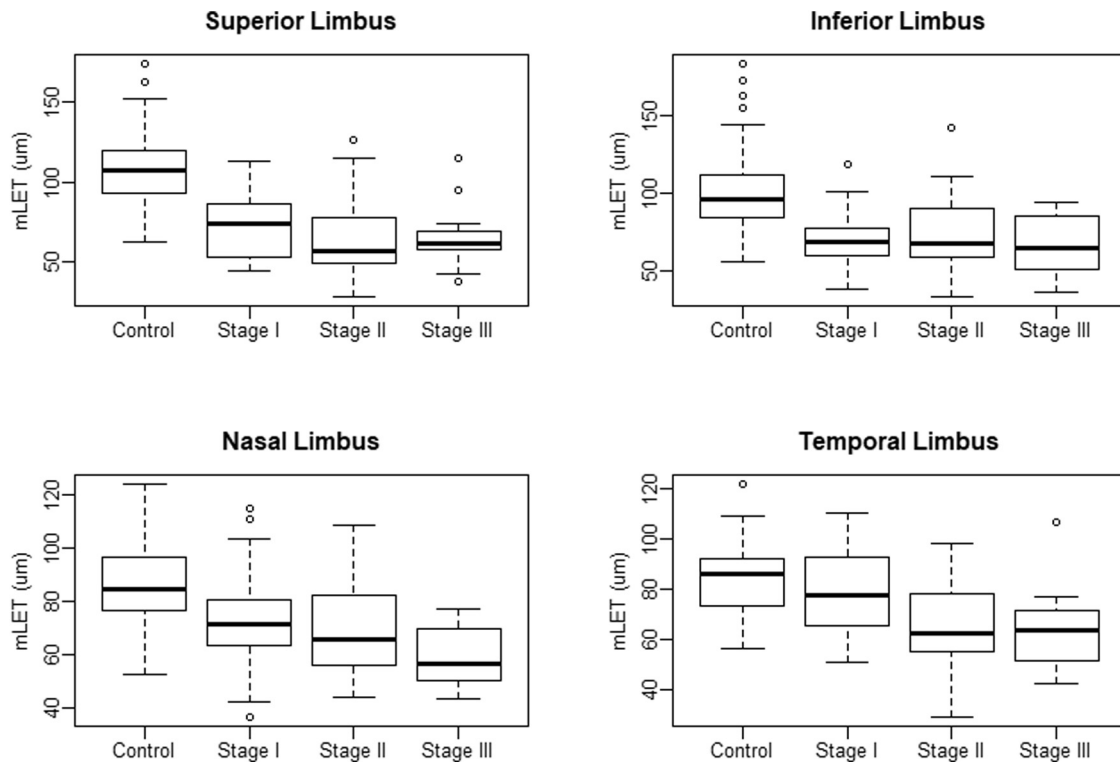 Superior Limbus
mLET (um)
150
100
50
Control Stage I Stage II Stage III
Inferior Limbus
mLET (um)
150
100
50
Control Stage I Stage II Stage III
Nasal Limbus
mLET (um)
120
100
80
60
40
Control Stage I Stage II Stage III
Temporal Limbus
mLET (um)
120
100
80
60
40
Control Stage I Stage II Stage III